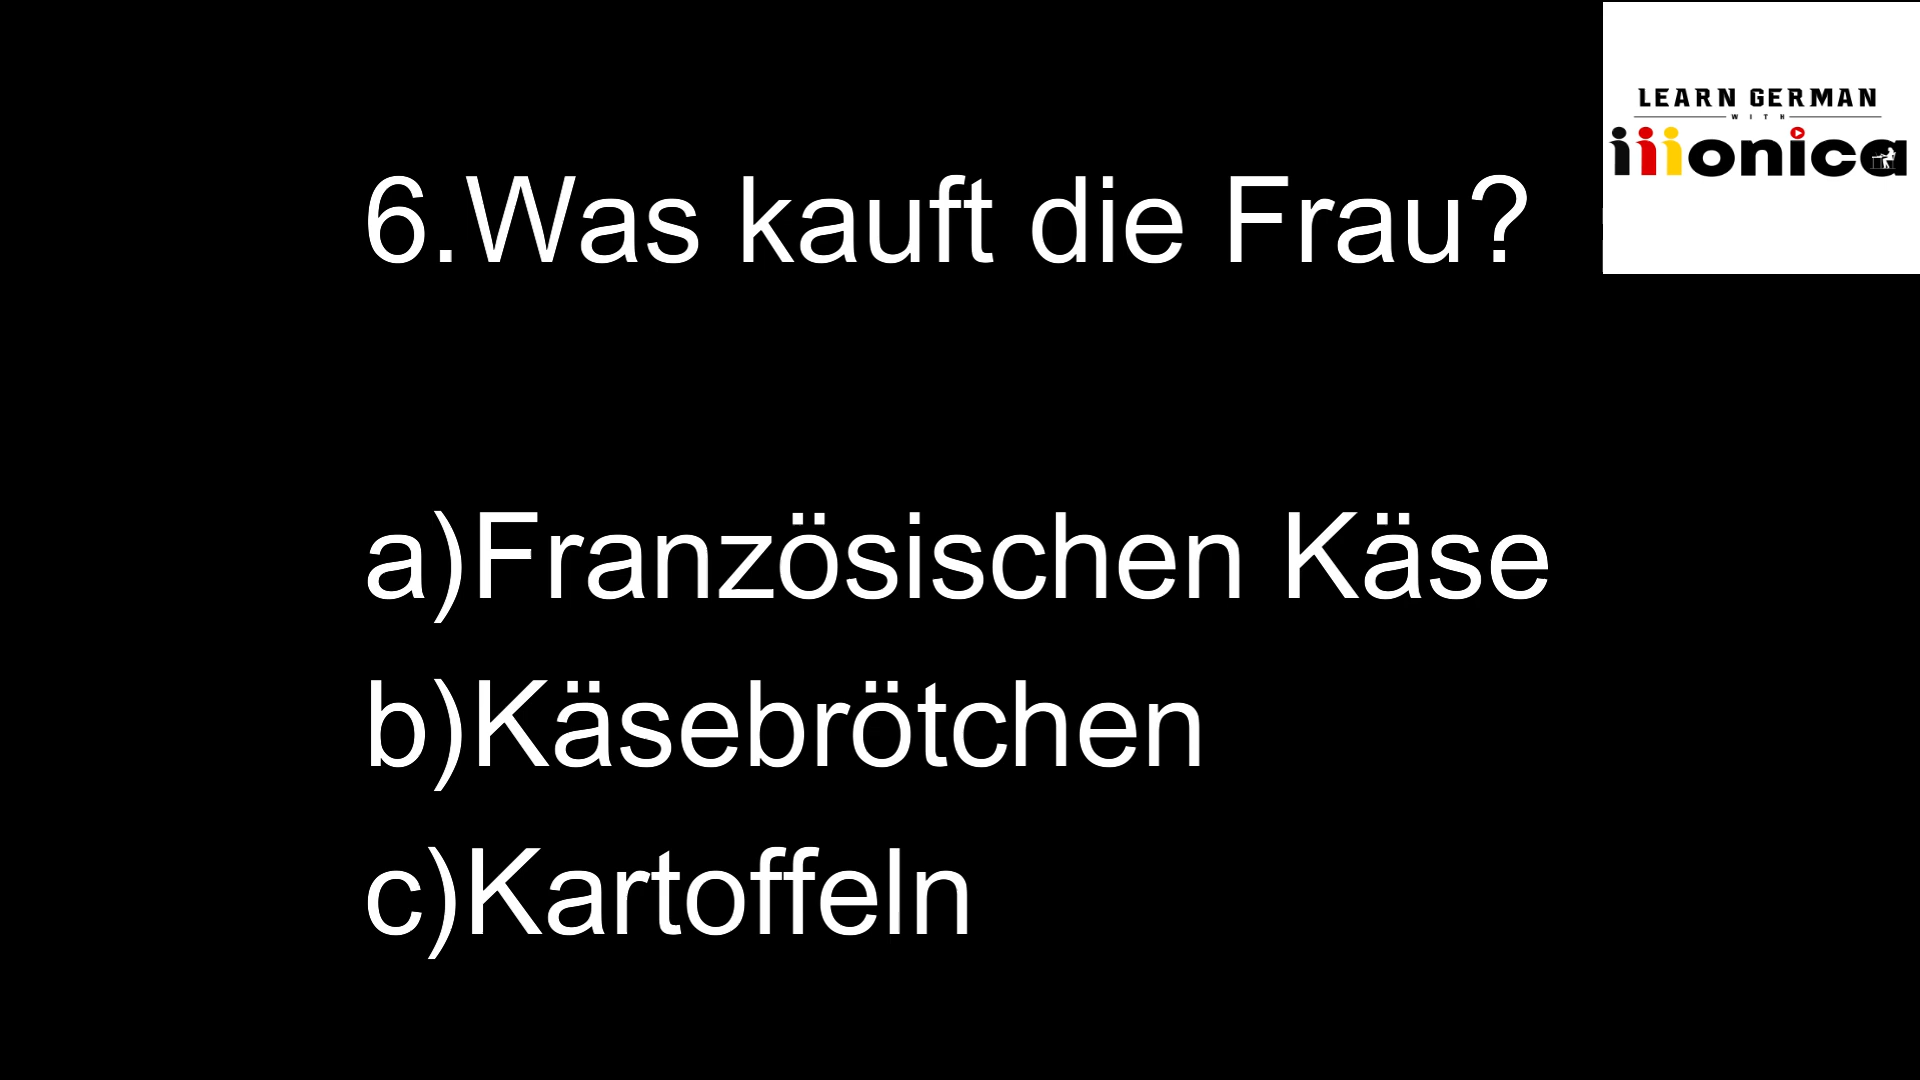 LEARN GERMAN
WITH
monica
6.Was kauft die Frau?
a)Französischen Käse
b)Käsebrötchen
c)Kartoffeln